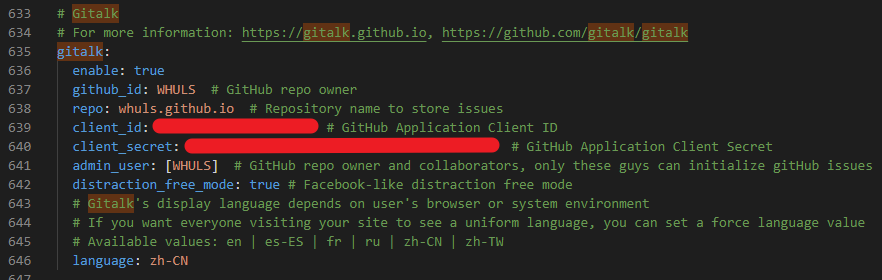 633 # Gitalk
634 # For more information: https://gitalk.github.io, https://github.com/gitalk/gitalk
635 gitalk:
636 enable: true
637 github_id: WHULS # GitHub repo owner
638 repo: whuls.github.io # Repository name to store issues
639 client_id: # GitHub Application Client ID
640 client_secret: # GitHub Application Client Secret
641 admin_user: [WHULS] # GitHub repo owner and collaborators, only these guys can initialize gitHub issues
642 distraction_free_mode: true # Facebook-like distraction free mode
643 # Gitalk's display language depends on user's browser or system environment
644 # If you want everyone visiting your site to see a uniform language, you can set a force language value
645 # Available values: en | es-ES | fr | ru | zh-CN | zh-TW
646 language: zh-CN